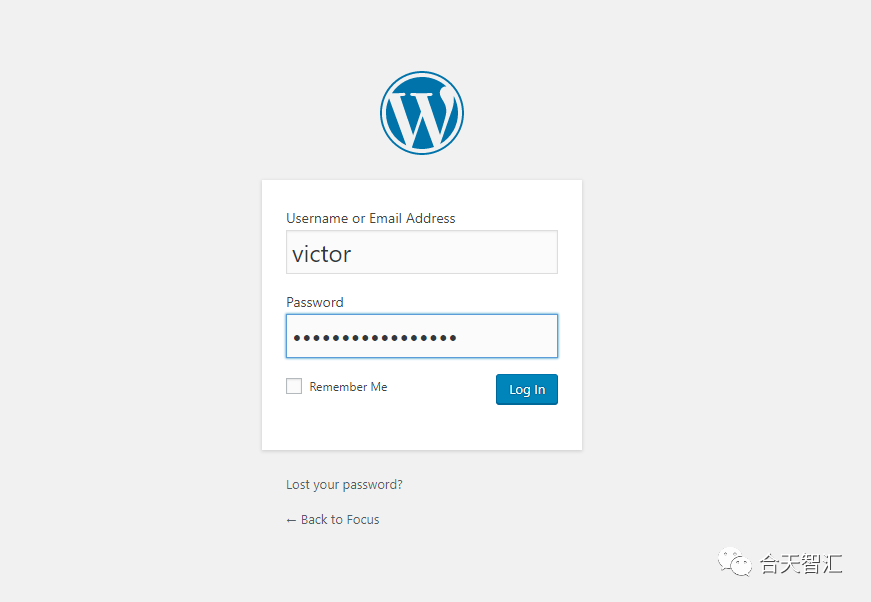 Username or Email Address
victor
Password
•••••••••••••••••
Remember Me
Log In
Lost your password?
← Back to Focus
合天智汇